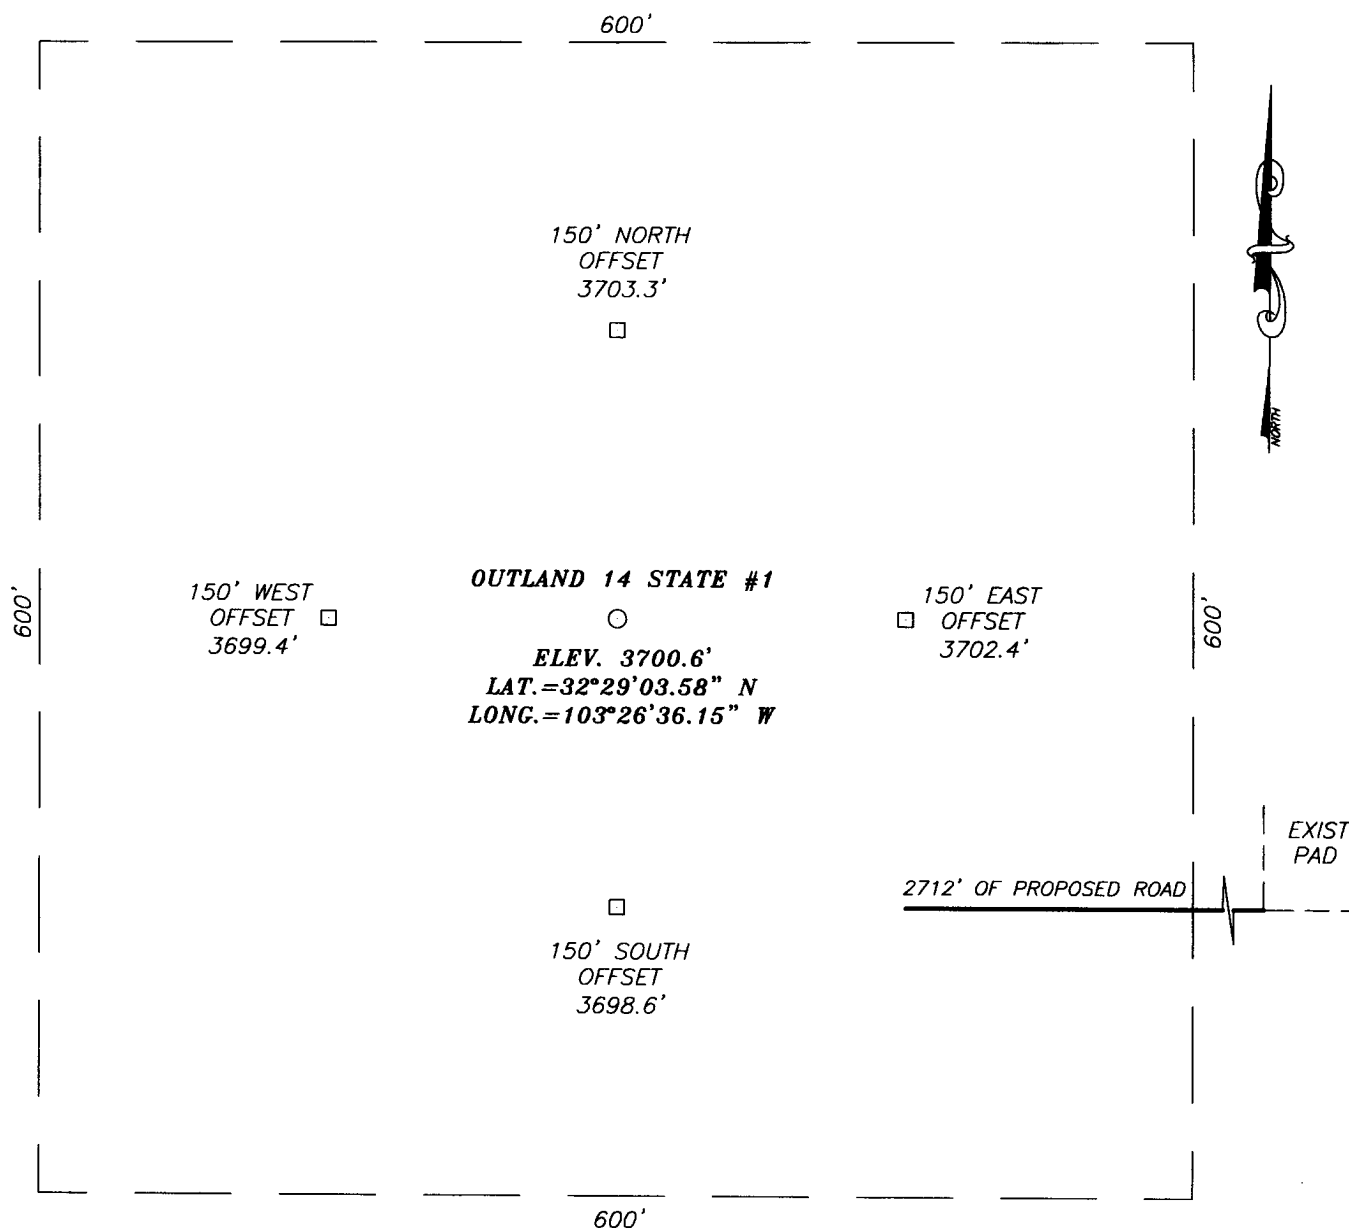 600'
150' NORTH
OFFSET
3703.3'
NORTH
600'
150' WEST
OFFSET
3699.4'
OUTLAND 14 STATE #1
ELEV. 3700.6'
LAT.=32°29'03.58" N
LONG.=103°26'36.15" W
150' EAST
OFFSET
3702.4'
600'
EXIST
PAD
2712' OF PROPOSED ROAD
150' SOUTH
OFFSET
3698.6'
600'